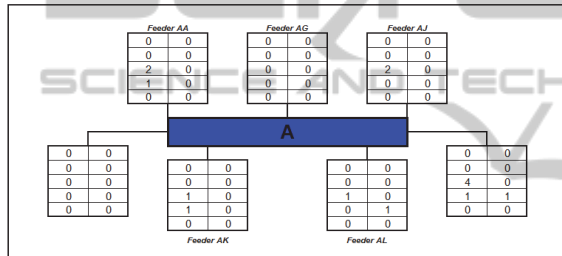 Feeder AA Feeder AG Feeder AJ
0 0 0 0 0 0
0 0 0 0 0 0
2 0 0 0 2 0
1 0 0 0 0 0
0 0 0 0 0 0
SCIENCE AND TECH
A
0 0 0 0
0 0 0 0 0 0 0 0
0 0 0 0 0 0 4 0
0 0 1 0 1 0 1 1
0 0 1 0 0 1 0 0
0 0 0 0
Feeder AK Feeder AL